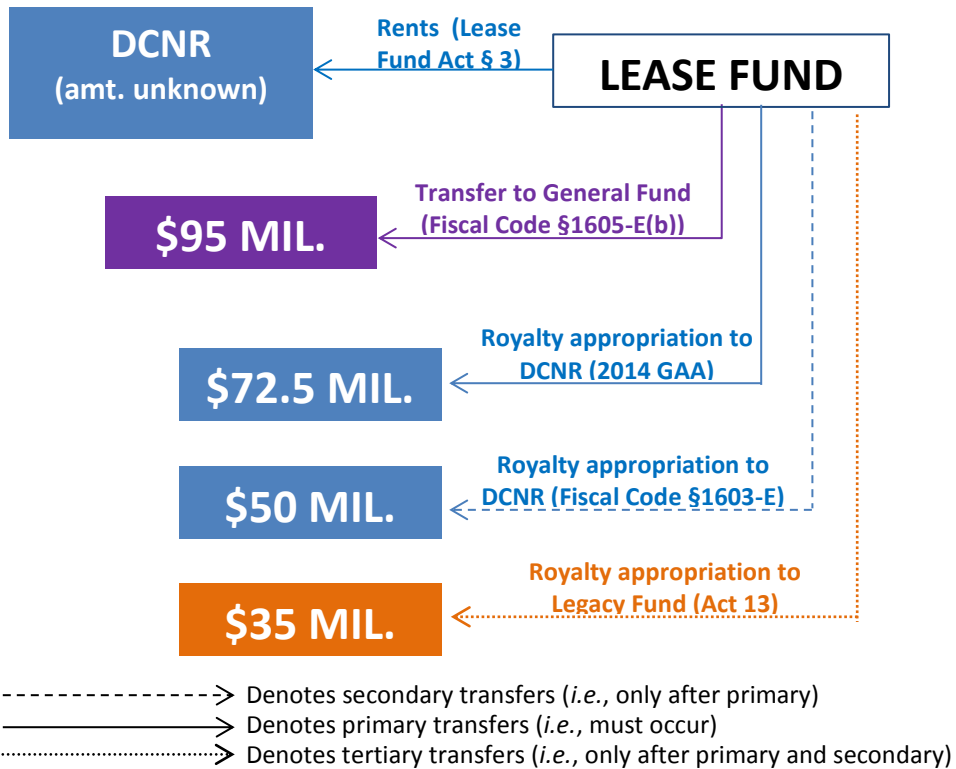 DCNR
(amt. unknown)
Rents (Lease
Fund Act § 3)
LEASE FUND
Transfer to General Fund
(Fiscal Code §1605-E(b))
$95 MIL.
Royalty appropriation to
DCNR (2014 GAA)
$72.5 MIL.
Royalty appropriation to
DCNR (Fiscal Code §1603-E)
$50 MIL.
Royalty appropriation to
Legacy Fund (Act 13)
$35 MIL.
Denotes secondary transfers (i.e., only after primary)
Denotes primary transfers (i.e., must occur)
Denotes tertiary transfers (i.e., only after primary and secondary)